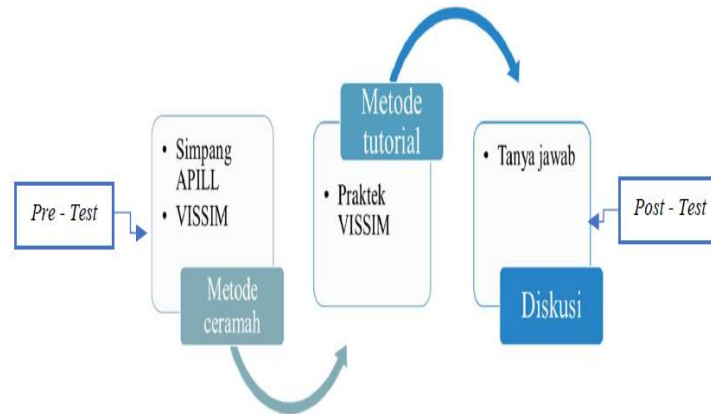 Pre - Test
• Simpang
APILL
• VISSIM
Metode
ceramah
Metode
tutorial
• Praktek
VISSIM
• Tanya jawab
Diskusi
Post - Test